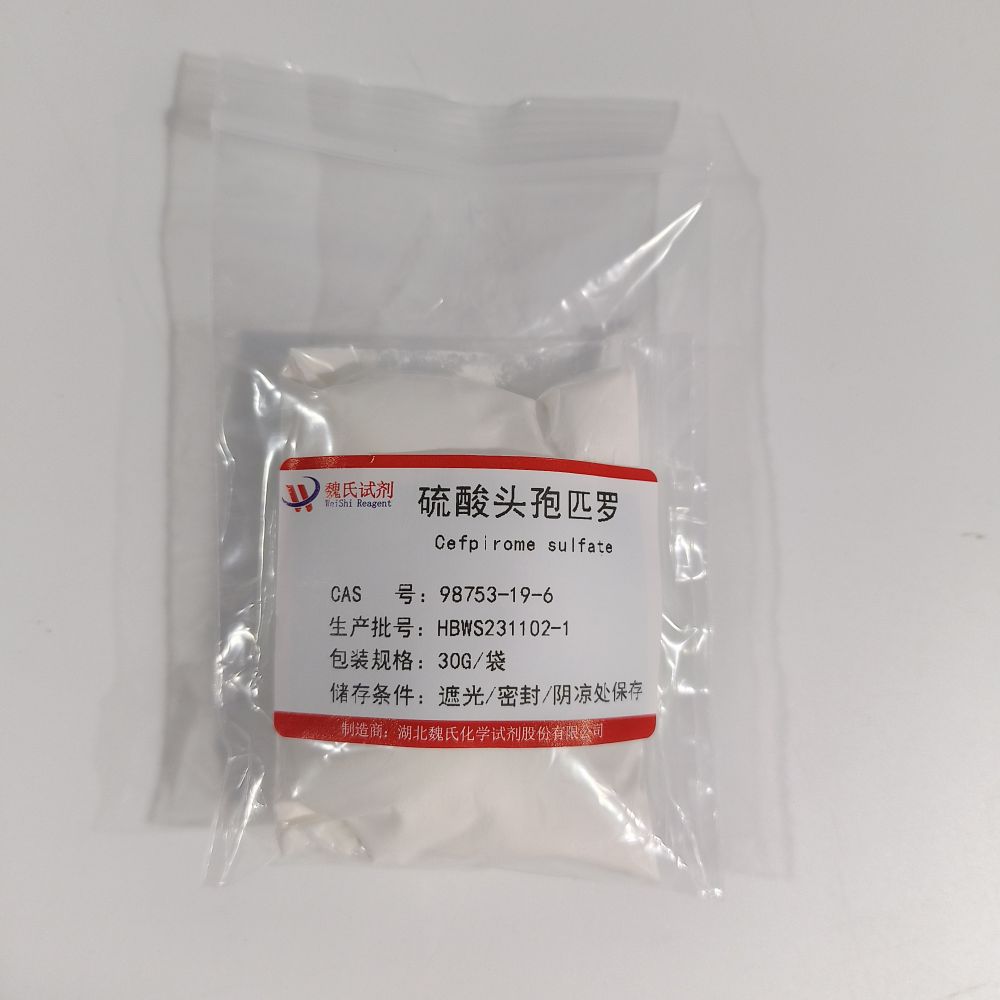 魏氏试剂
WeiShi Reagent
硫酸头孢匹罗
Cefpirome sulfate
CAS 号：98753-19-6
生产批号：HBWS231102-1
包装规格：30G/袋
储存条件：遮光/密封/阴凉处保存
制造商：湖北魏氏化学试剂股份有限公司